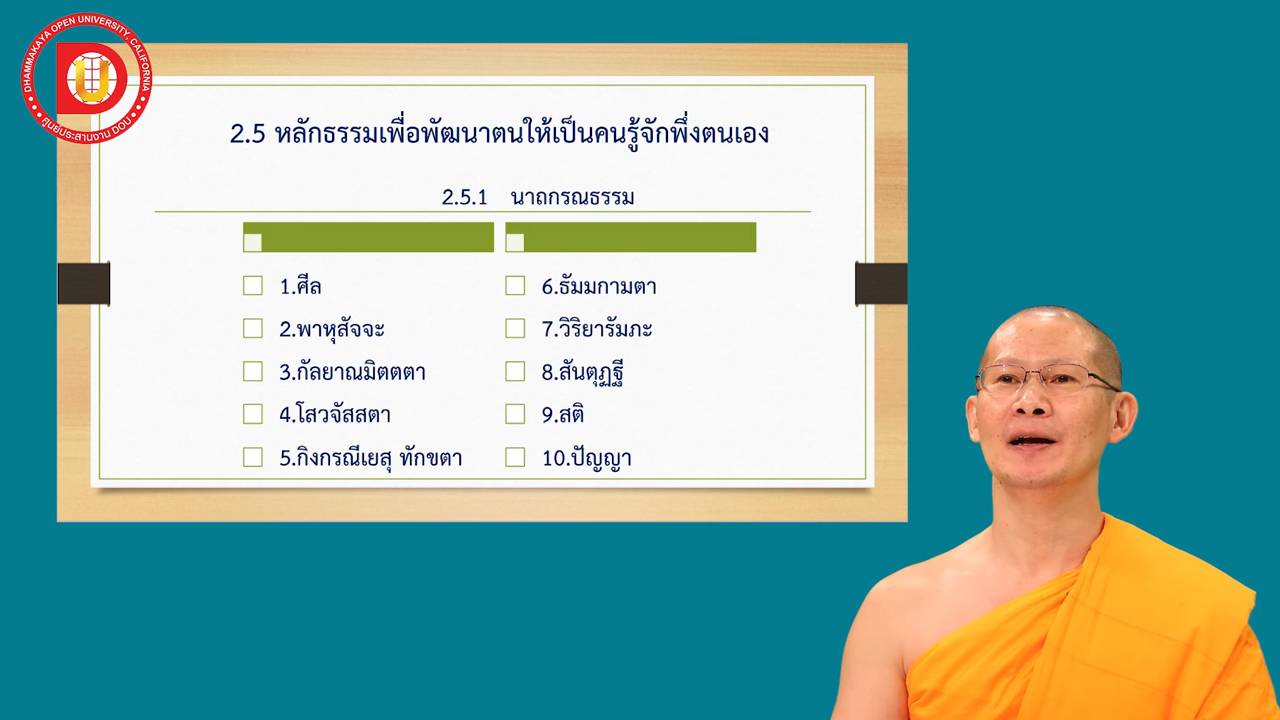 DHAMMAKAYA OPEN UNIVERSITY, CALIFORNIA
DU
ศูนย์ประสานงาน DOU
2.5 หลักธรรมเพื่อพัฒนาตนให้เป็นคนรู้จักพึ่งตนเอง
2.5.1 นาถกรณธรรม
1.ศีล
2.พาหุสัจจะ
3.กัลยาณมิตตตา
4.โสวจัสสตา
5.กิงกรณีเยสุ ทักขตา
6.ธัมมกามตา
7.วิริยารัมภะ
8.สันตุฏฐี
9.สติ
10.ปัญญา